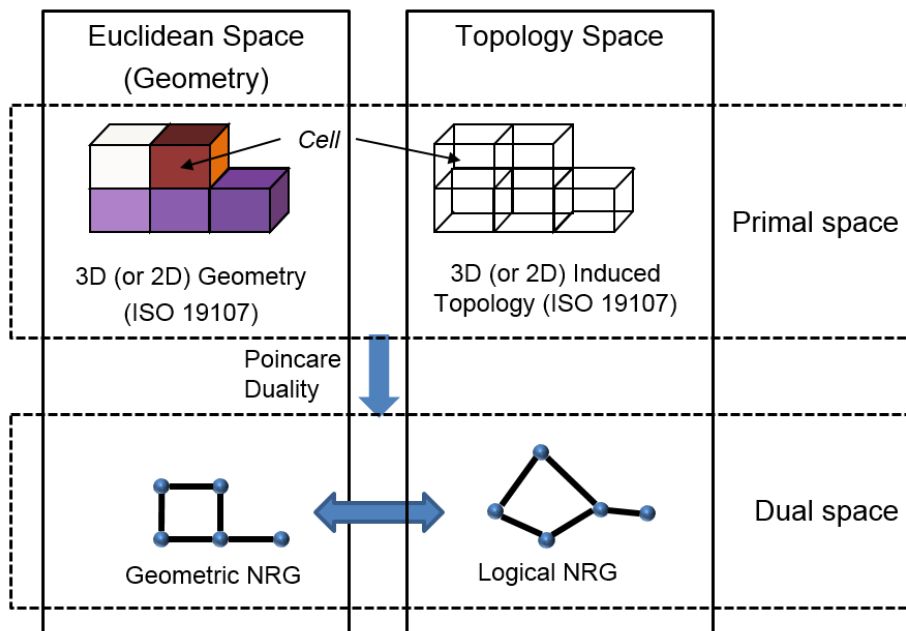 Euclidean Space
(Geometry)
Topology Space
Cell
3D (or 2D) Geometry
(ISO 19107)
3D (or 2D) Induced
Topology (ISO 19107)
Primal space
Poincare
Duality
Geometric NRG
Logical NRG
Dual space